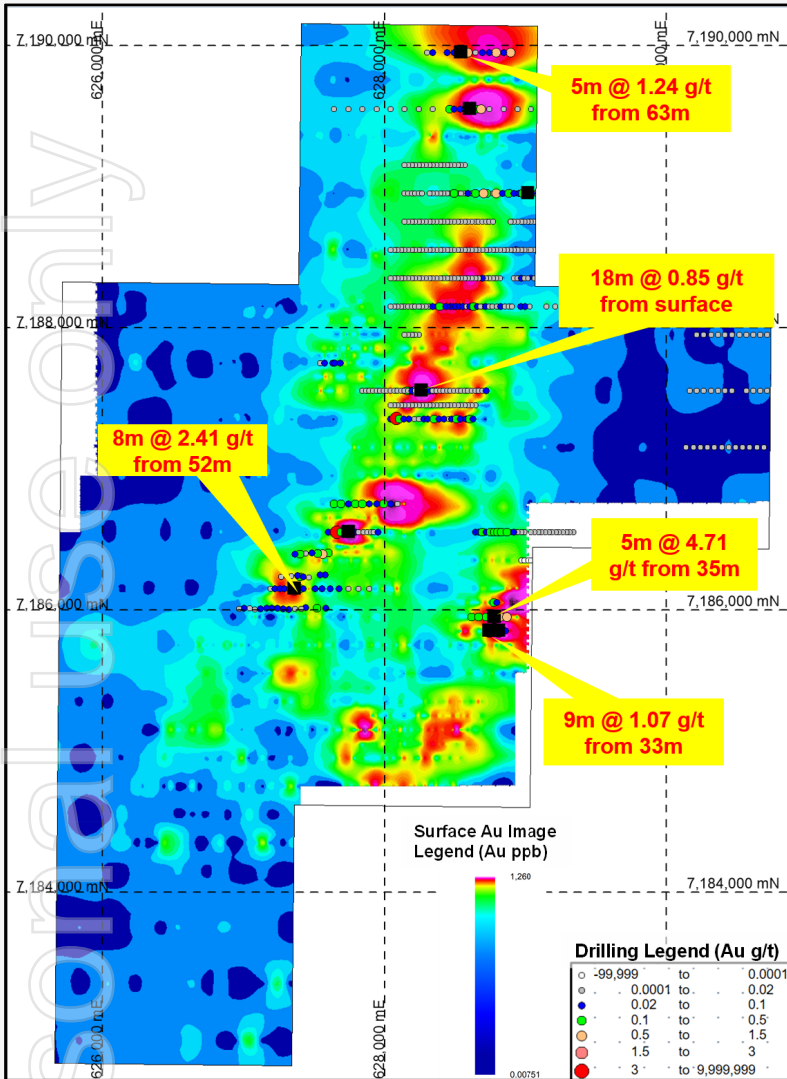 7,190,000 mN
7,190,000 mN
626,000 mE
628,000 mE
5m @ 1.24 g/t
from 63m
18m @ 0.85 g/t
from surface
7,188,000 mN
8m @ 2.41 g/t
from 52m
5m @ 4.71
g/t from 35m
7,186,000 mN
7,186,000 mN
9m @ 1.07 g/t
from 33m
Surface Au Image
Legend (Au ppb)
1,260
0.00751
7,184,000 mN
7,184,000 mN
Drilling Legend (Au g/t)
-99,999 to 0.0001
0.0001 to 0.02
0.02 to 0.1
0.1 to 0.5
0.5 to 1.5
1.5 to 3
3 to 9,999,999
626,000 mE
628,000 mE
sonal use only